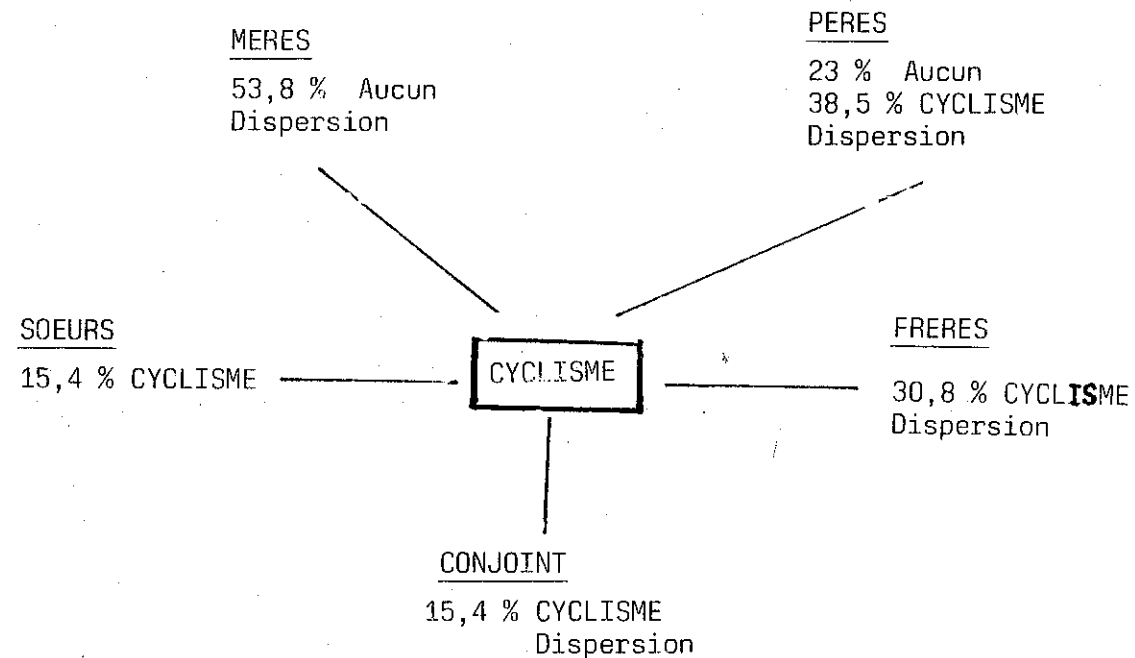 MERES
53,8 % Aucun
Dispersion
PERES
23 % Aucun
38,5 % CYCLISME
Dispersion
SOEURS
15,4 % CYCLISME
CYCLISME
FRERES
30,8 % CYCLISME
Dispersion
CONJOINT
15,4 % CYCLISME
Dispersion